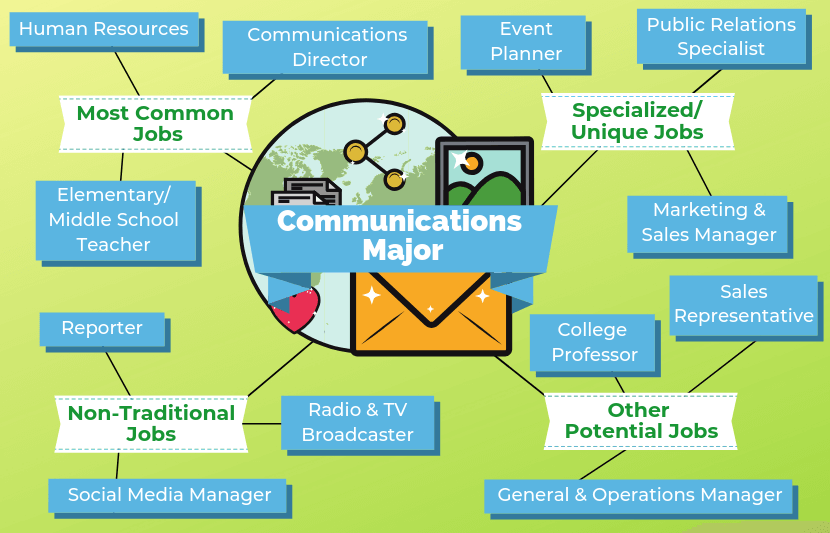 Human Resources
Communications
Director
Most Common
Jobs
Elementary/
Middle School
Teacher
Event
Planner
Public Relations
Specialist
Specialized/
Unique Jobs
Marketing &
Sales Manager
Communications
Major
Reporter
Non-Traditional
Jobs
Radio & TV
Broadcaster
Social Media Manager
College
Professor
Sales
Representative
Other
Potential Jobs
General & Operations Manager